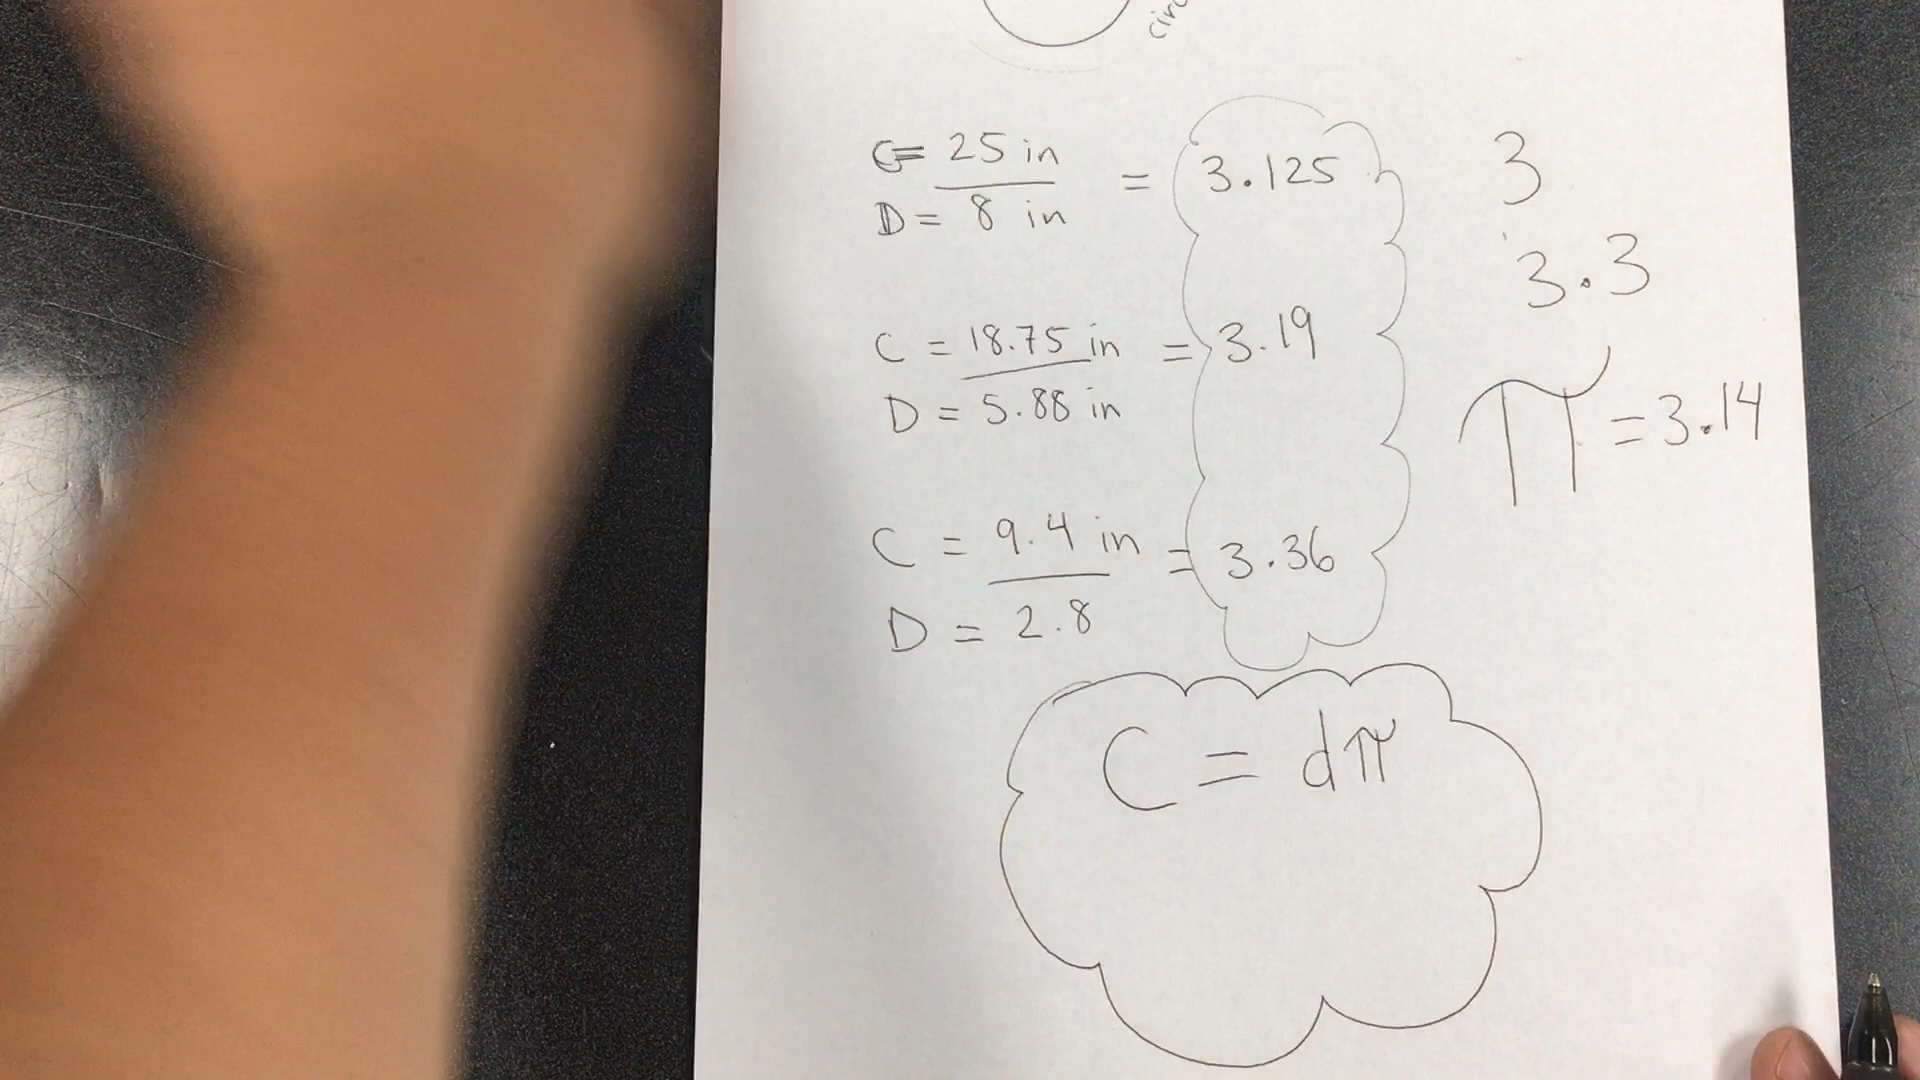 circ
C= 25 in
D = 8 in
= 3.125
C = 18.75 in
D = 5.88 in
= 3.19
C = 9.4 in
D = 2.8
= 3.36
3
3.3
π = 3.14
C = dπ